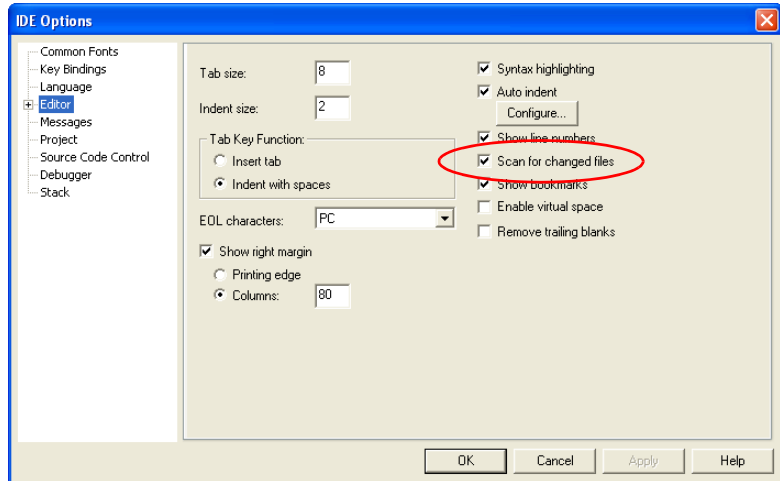 IDE Options
Common Fonts
Key Bindings
Language
Editor
Messages
Project
Source Code Control
Debugger
Stack
Tab size: 8
Indent size: 2
Tab Key Function:
Insert tab
Indent with spaces
EOL characters: PC
Show right margin
Printing edge
Columns: 80
Syntax highlighting
Auto indent
Configure...
Show line numbers
Scan for changed files
Show bookmarks
Enable virtual space
Remove trailing blanks
OK Cancel Apply Help